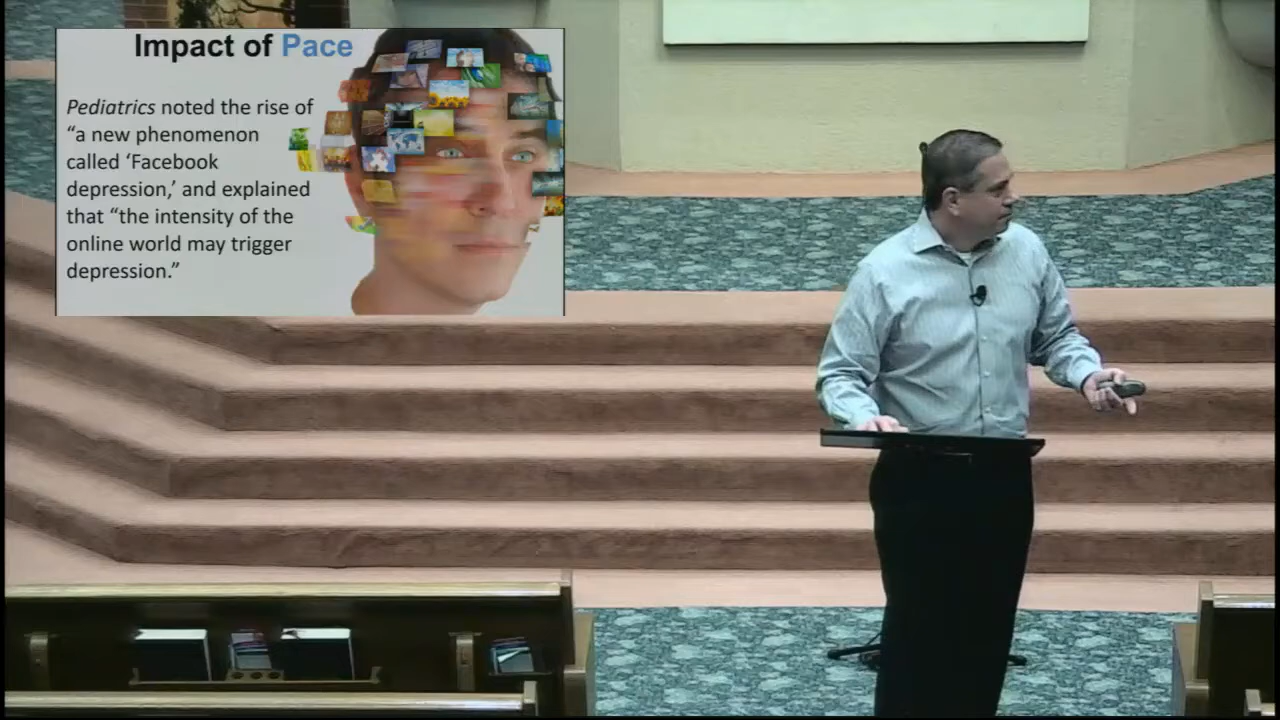 Impact of Pace
Pediatrics noted the rise of
“a new phenomenon
called ‘Facebook
depression,’ and explained
that “the intensity of the
online world may trigger
depression.”